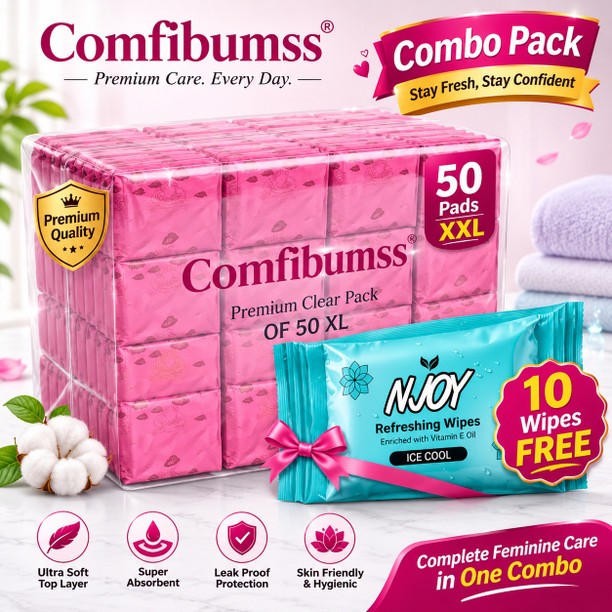 Comfibumss®
Premium Care. Every Day.
Combo Pack
Stay Fresh, Stay Confident
Premium
Quality
50
Pads
XXL
Comfibumss®
Premium Clear Pack
OF 50 XL
NJOY
Refreshing Wipes
Enriched with Vitamin E Oil
ICE COOL
10
Wipes
FREE
Ultra Soft
Top Layer
Super
Absorbent
Leak Proof
Protection
Skin Friendly
& Hygienic
Complete Feminine Care
in One Combo